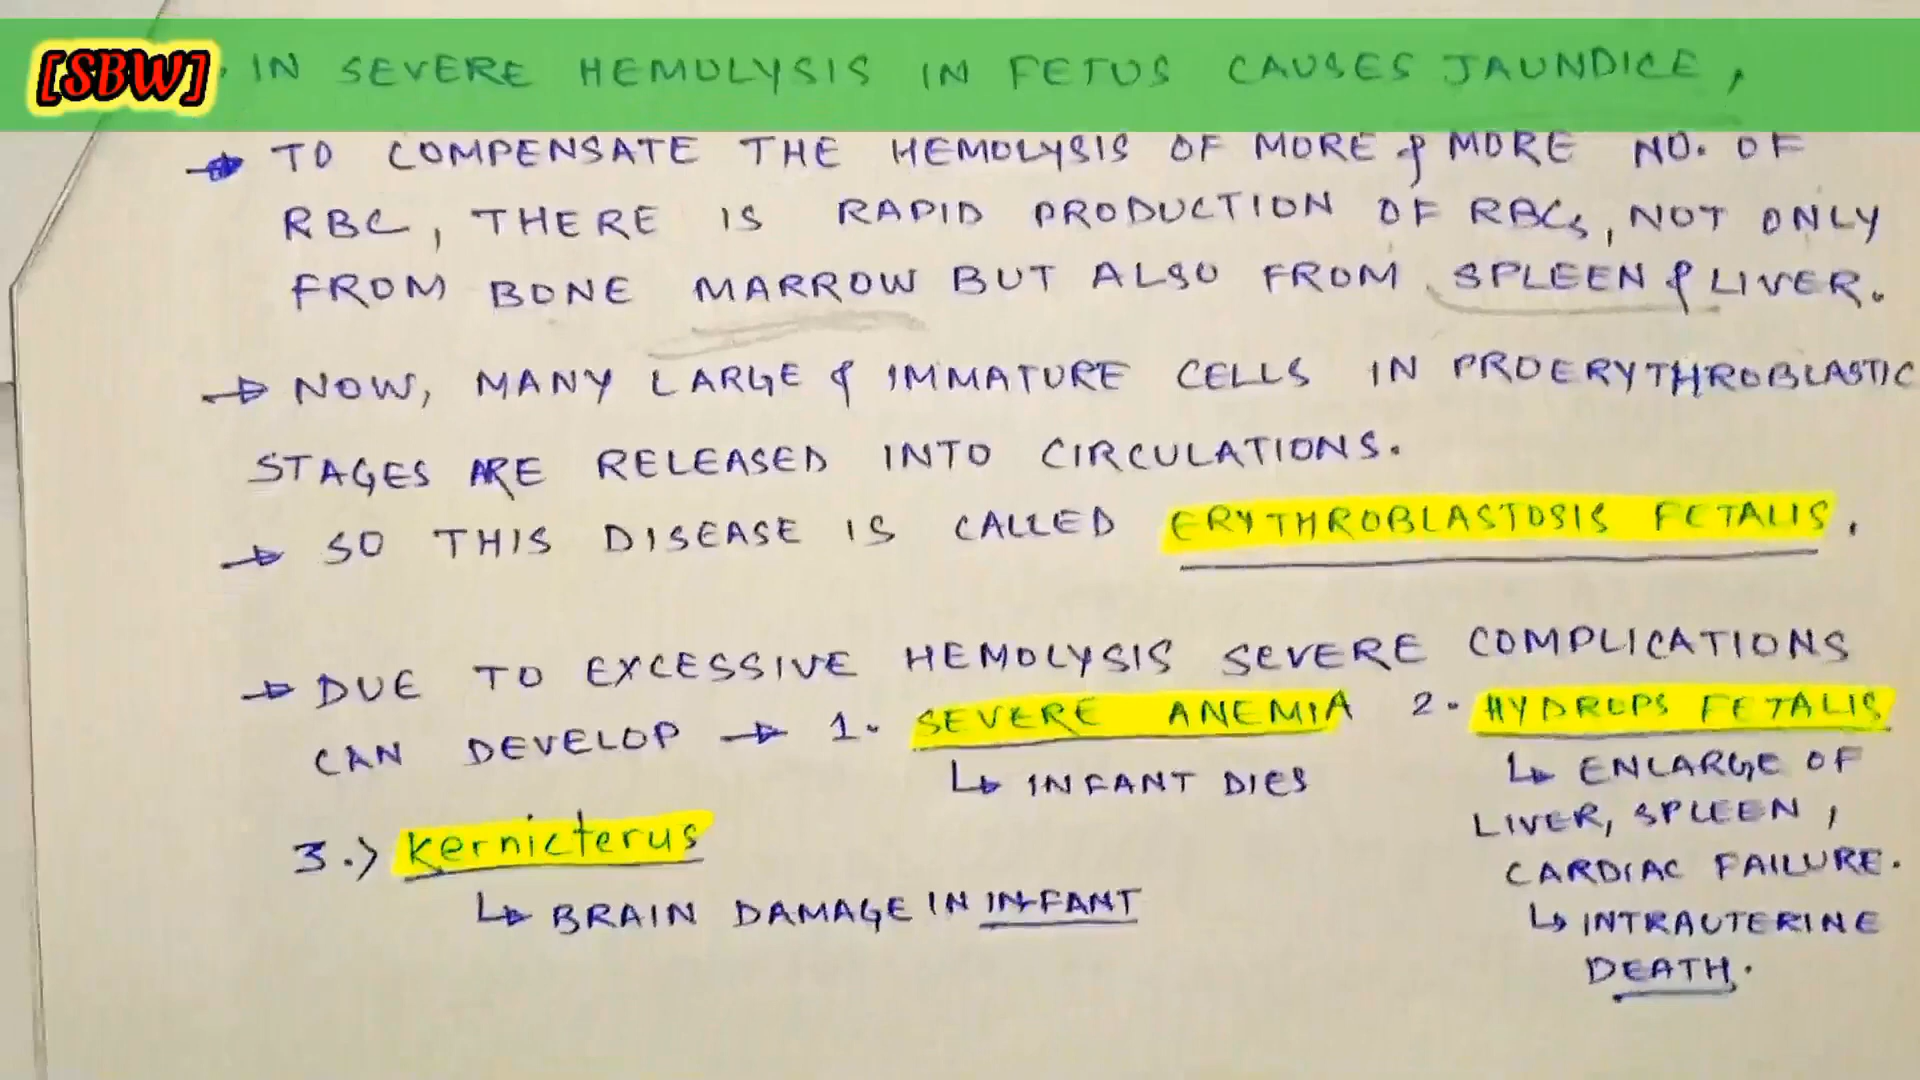 [SBW]
. IN SEVERE HEMOLYSIS IN FETUS CAUSES JAUNDICE,
→ TO COMPENSATE THE HEMOLYSIS OF MORE & MORE NO. OF
RBC, THERE IS RAPID PRODUCTION OF RBCs, NOT ONLY
FROM BONE MARROW BUT ALSO FROM SPLEEN & LIVER.
→ NOW, MANY LARGE & IMMATURE CELLS IN PROERYTHROBLASTIC
STAGES ARE RELEASED INTO CIRCULATIONS.
→ SO THIS DISEASE IS CALLED ERYTHROBLASTOSIS FETALIS.
→ DUE TO EXCESSIVE HEMOLYSIS SEVERE COMPLICATIONS
CAN DEVELOP → 1. SEVERE ANEMIA 2. HYDROPS FETALIS
↳ INFANT DIES
↳ ENLARGE OF
LIVER, SPLEEN,
CARDIAC FAILURE.
↳ INTRAUTERINE
DEATH.
3.) Kernicterus
↳ BRAIN DAMAGE IN INFANT